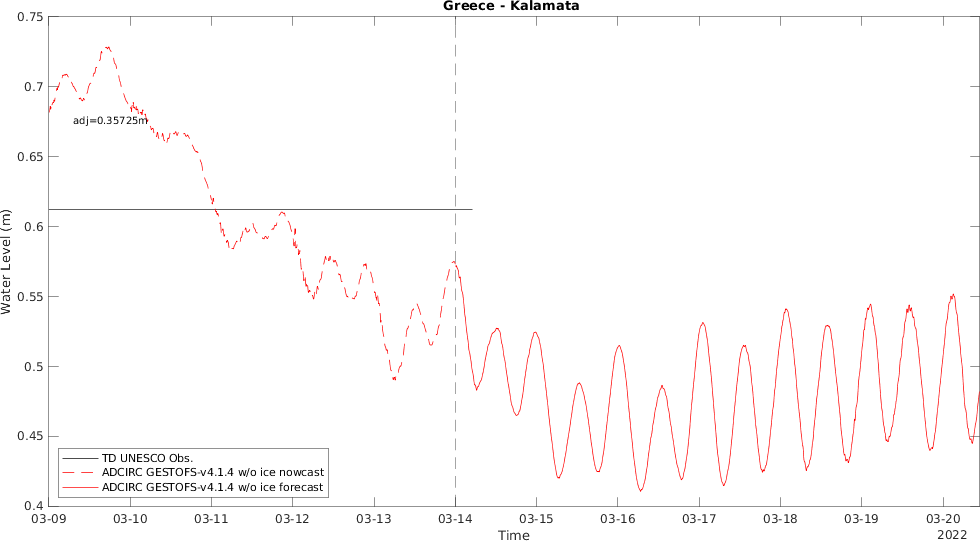 Greece - Kalamata
0.75
0.7
0.65
0.6
0.55
0.5
0.45
0.4
Water Level (m)
adj=0.35725m
TD UNESCO Obs.
ADCIRC GESTOFS-v4.1.4 w/o ice nowcast
ADCIRC GESTOFS-v4.1.4 w/o ice forecast
03-09 03-10 03-11 03-12 03-13 03-14 03-15 03-16 03-17 03-18 03-19 03-20
Time
2022